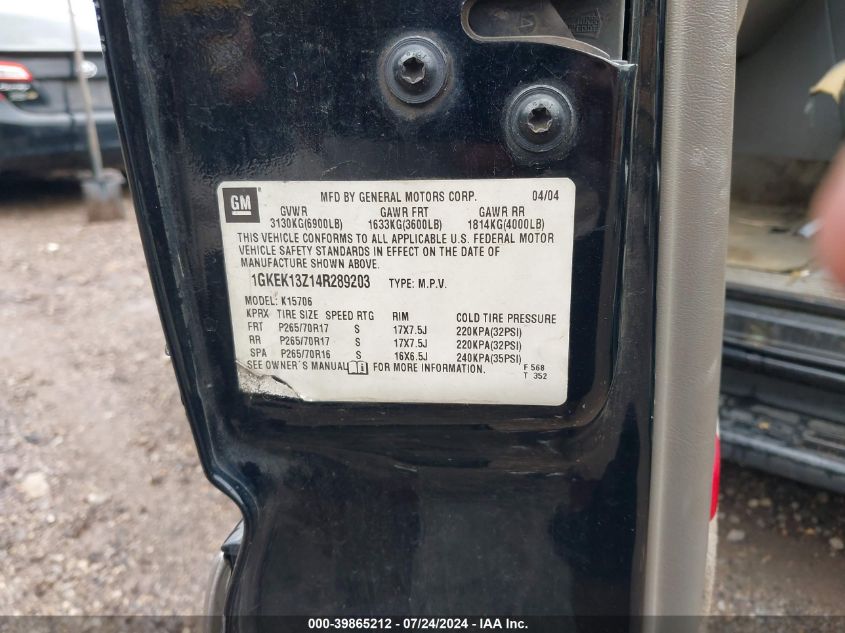 GM
MFD BY GENERAL MOTORS CORP. 04/04
GVWR GAWR FRT GAWR RR
3130KG(6900LB) 1633KG(3600LB) 1814KG(4000LB)
THIS VEHICLE CONFORMS TO ALL APPLICABLE U.S. FEDERAL MOTOR
VEHICLE SAFETY STANDARDS IN EFFECT ON THE DATE OF
MANUFACTURE SHOWN ABOVE.
1GKEK13Z14R289203 TYPE: M.P.V.
MODEL: K15706
KPRX TIRE SIZE SPEED RTG RIM COLD TIRE PRESSURE
FRT P265/70R17 S 17X7.5J 220KPA(32PSI)
RR P265/70R17 S 17X7.5J 220KPA(32PSI)
SPA P265/70R16 S 16X6.5J 240KPA(35PSI)
SEE OWNER'S MANUAL FOR MORE INFORMATION. F 568
T 352
000-39865212 / 07/24/2024 - IAA Inc.